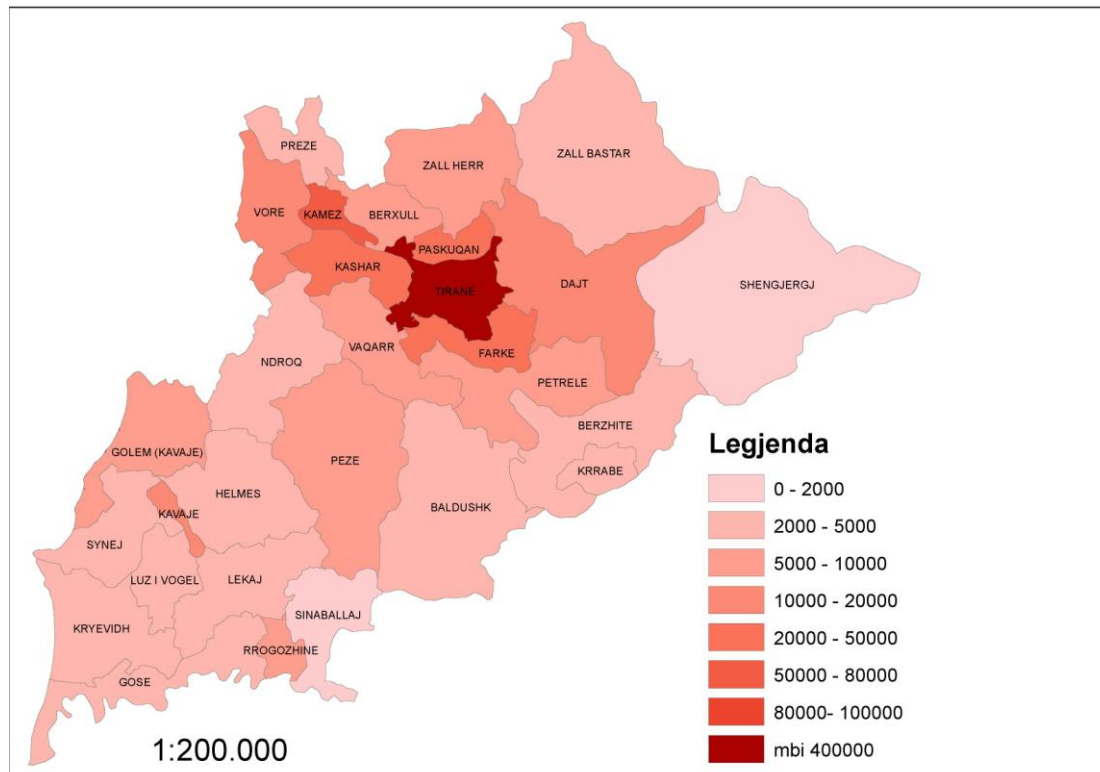 ZALL BASTAR
PREZE
ZALL HERR
VORE
KAMEZ
BERXULL
PASKUQAN
KASHAR
DAJT
SHENGJERGJ
TIRANE
VAQARR
FARKE
NDROQ
PETRELE
BERZHITE
GOLEM (KAVAJE)
PEZE
KRRABE
HELMES
BALDUSHK
KAVAJE
SYNEJ
LUZ I VOGEL
LEKAJ
SINABALLAJ
KRYEVIDH
RROGOZHINE
GOSE
1:200.000
Legjenda
0 - 2000
2000 - 5000
5000 - 10000
10000 - 20000
20000 - 50000
50000 - 80000
80000- 100000
mbi 400000